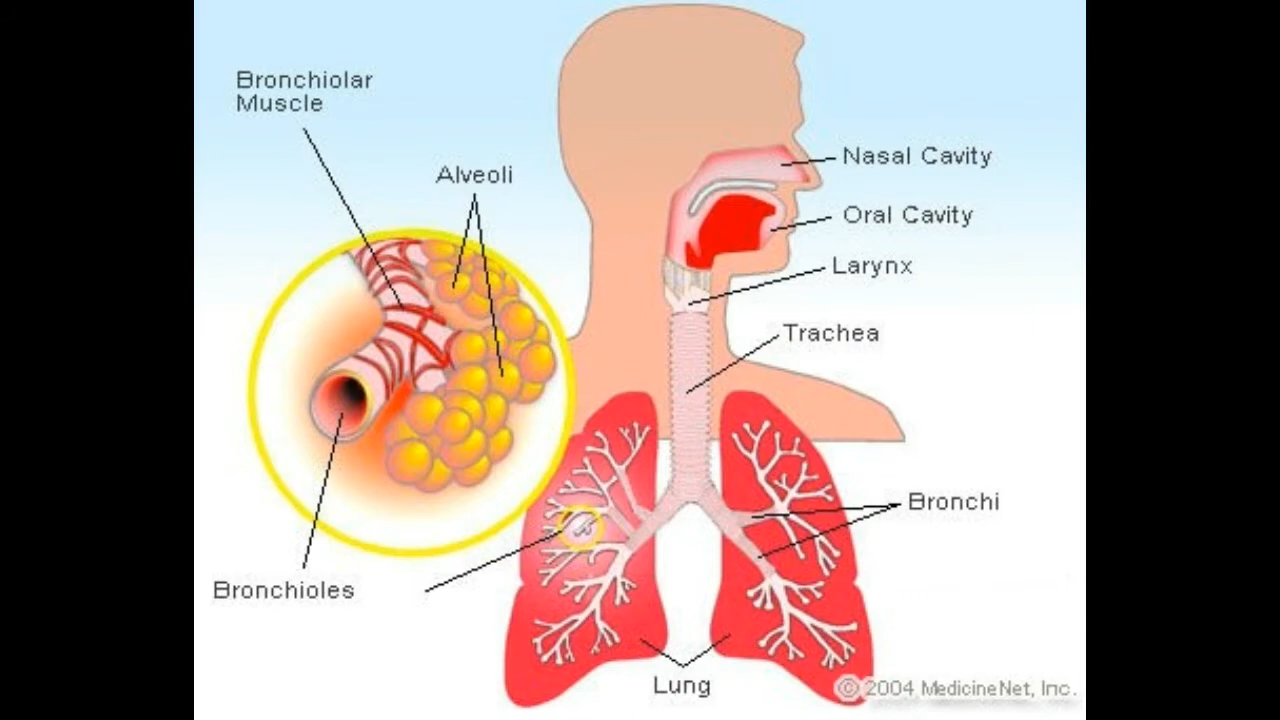 Bronchiolar
Muscle
Alveoli
Nasal Cavity
Oral Cavity
Larynx
Trachea
Bronchi
Bronchioles
Lung
© 2004 MedicineNet, Inc.